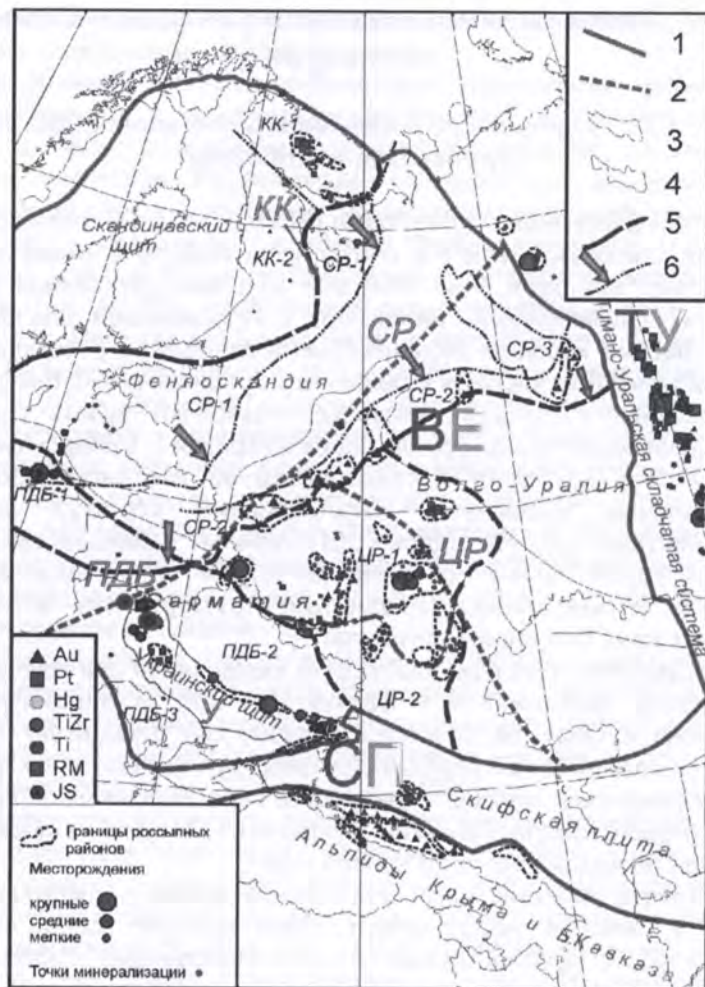 1
2
3
4
5
6
КК-1
Скандинавский
щит
КК
КК-2
СР-1
ТУ
Тимано-Уральская складчатая система
СР
СР-3
Фенноскандия
СР-1
СР-2
ВЕ
Волго-Уралия
ПДБ-1
СР-2
ЦР-1
ЦР
ПДБ
Сарматия
ПДБ-2
Украинский щит
ПДБ-3
ЦР-2
СГ
Скифская плита
Альпиды Крыма и БКавказа
Au
Pt
Hg
TiZr
Ti
RM
JS
Границы россыпных
районов
Месторождения
крупные
средние
мелкие
Точки минерализации